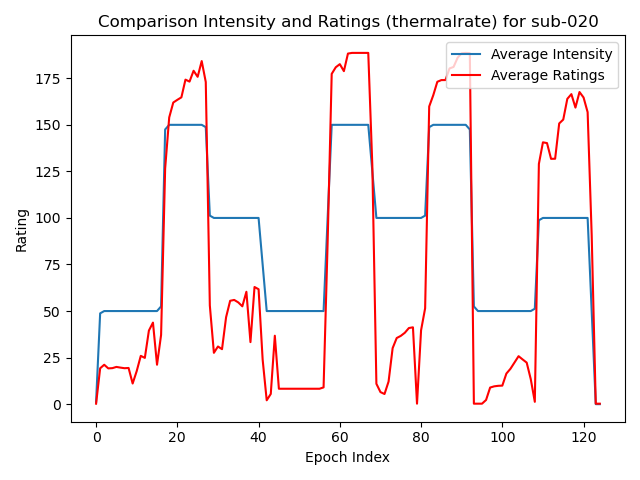 Comparison Intensity and Ratings (thermalrate) for sub-020
Average Intensity
Average Ratings
Rating
175
150
125
100
75
50
25
0
0 20 40 60 80 100 120
Epoch Index